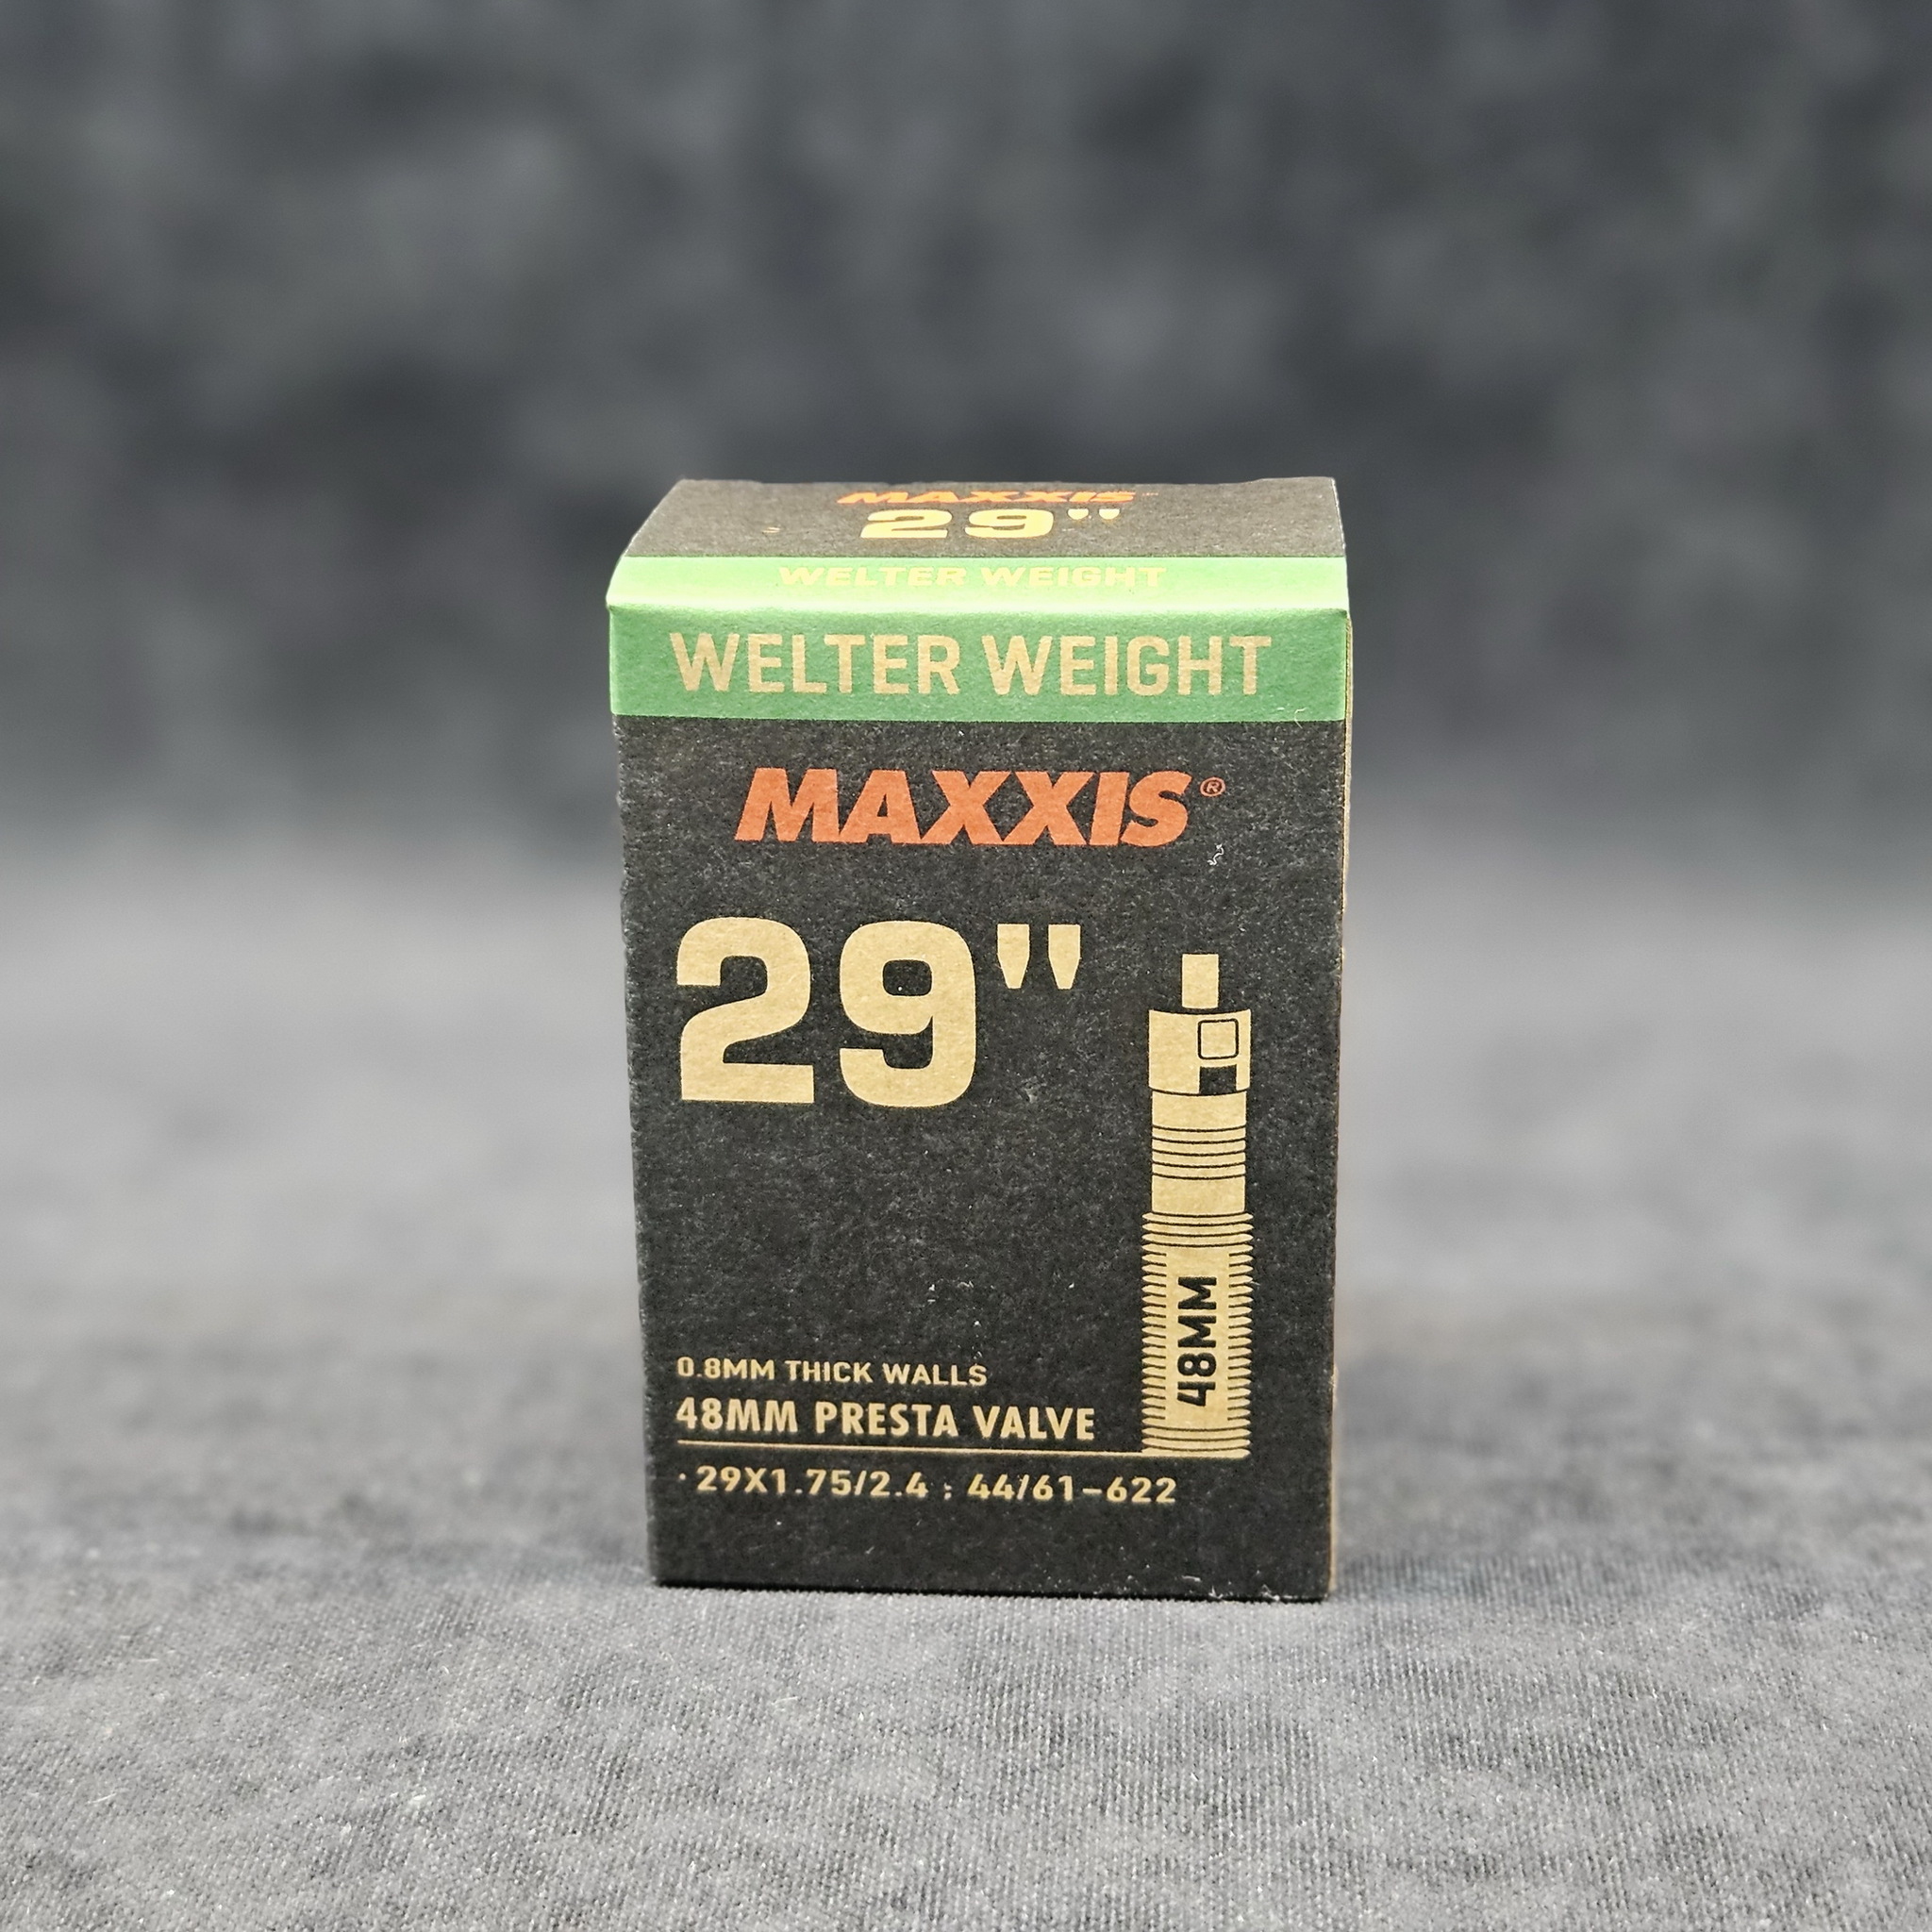 MAXXIS
29"
WELTER WEIGHT
WELTER WEIGHT
MAXXIS®
29"
48MM
0.8MM THICK WALLS
48MM PRESTA VALVE
·29X1.75/2.4 ; 44/61-622